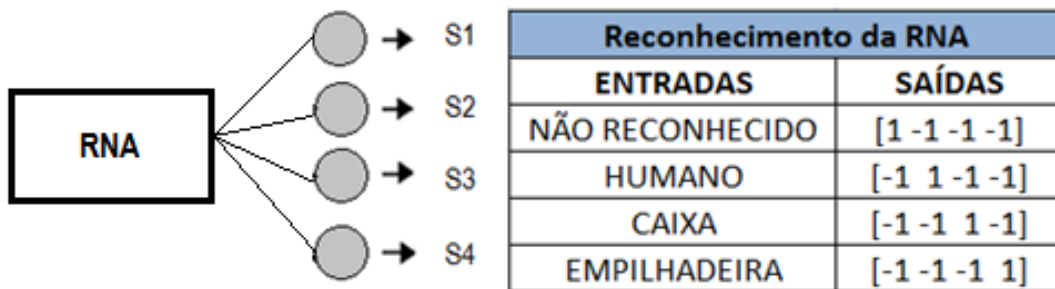 RNA
S1
S2
S3
S4
Reconhecimento da RNA
ENTRADAS SAÍDAS
NÃO RECONHECIDO [1 -1 -1 -1]
HUMANO [-1 1 -1 -1]
CAIXA [-1 -1 1 -1]
EMPILHADEIRA [-1 -1 -1 1]